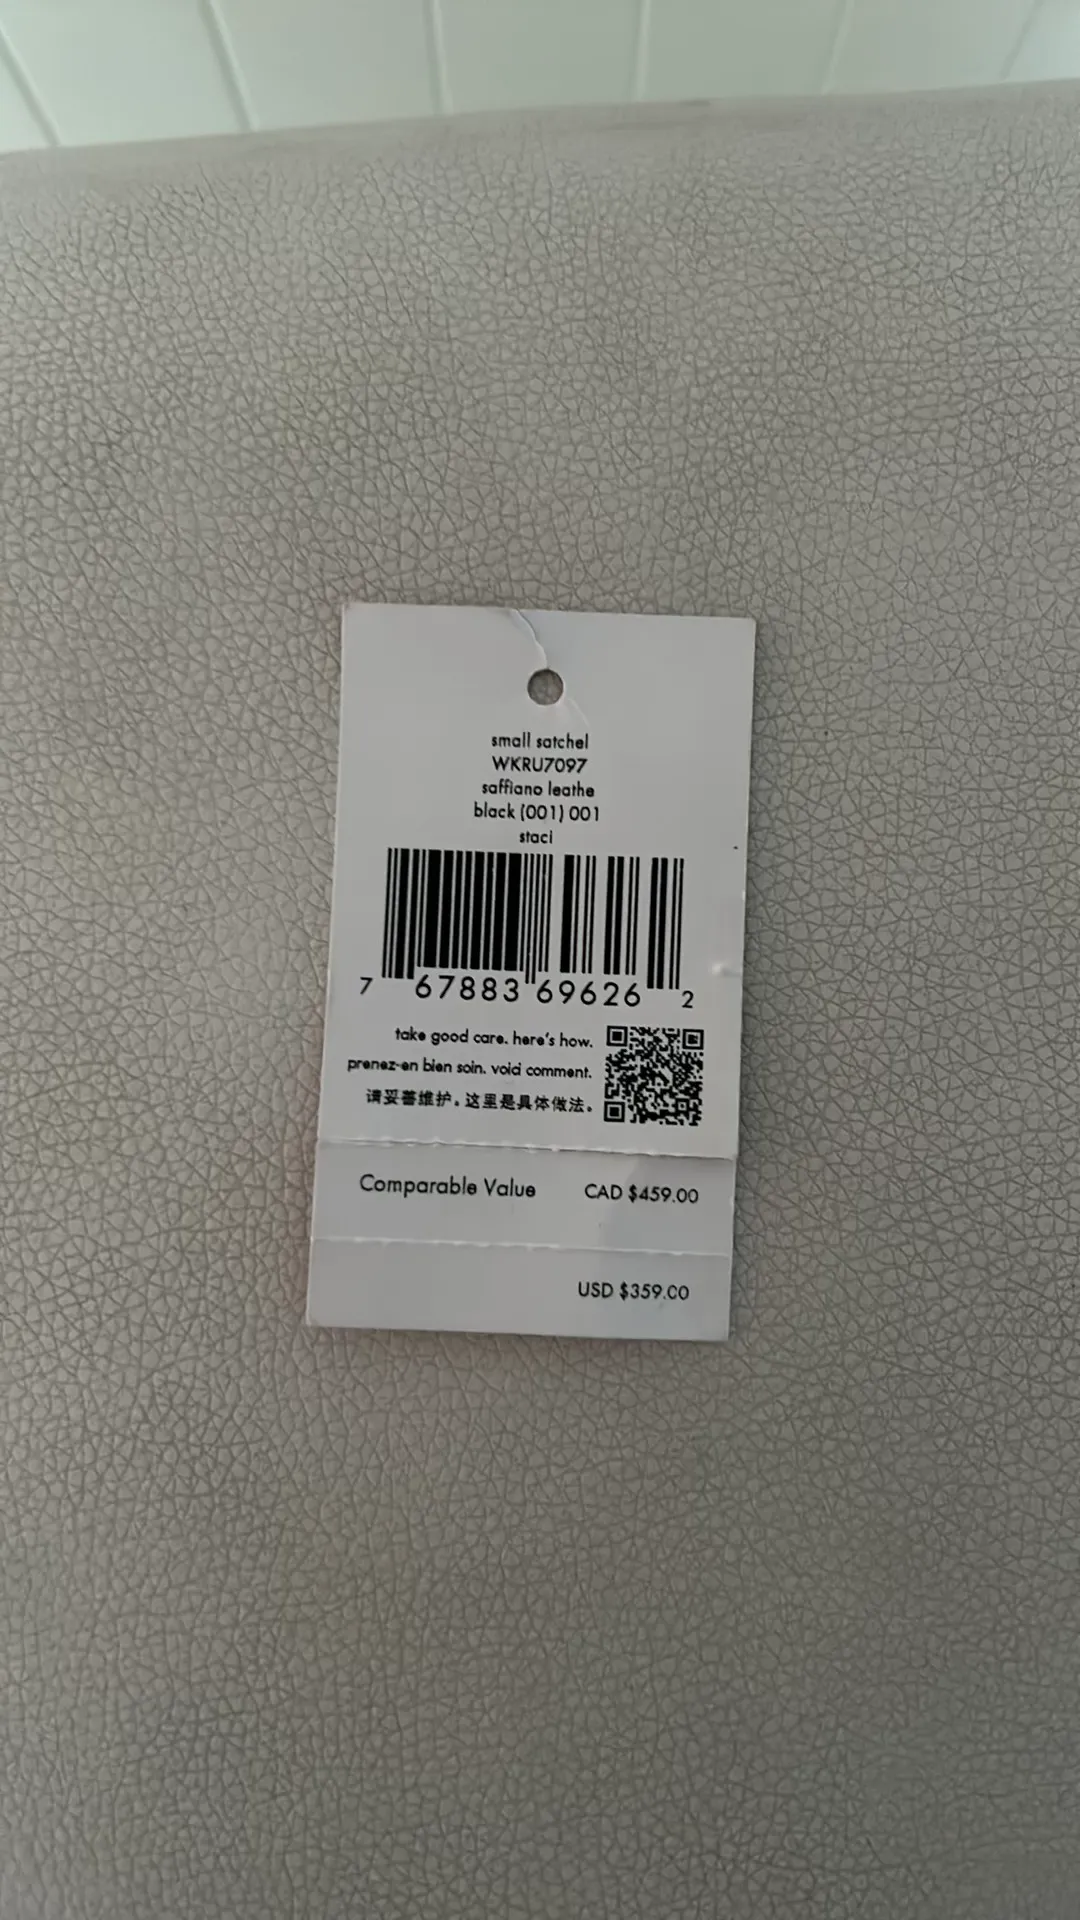 small satchel
WKRU7097
saffiano leathe
black (001) 001
staci
7 67883 69626 2
take good care. here's how.
prenez-en bien soin. voici comment.
请妥善维护。这里是具体做法。
Comparable Value CAD $459.00
USD $359.00